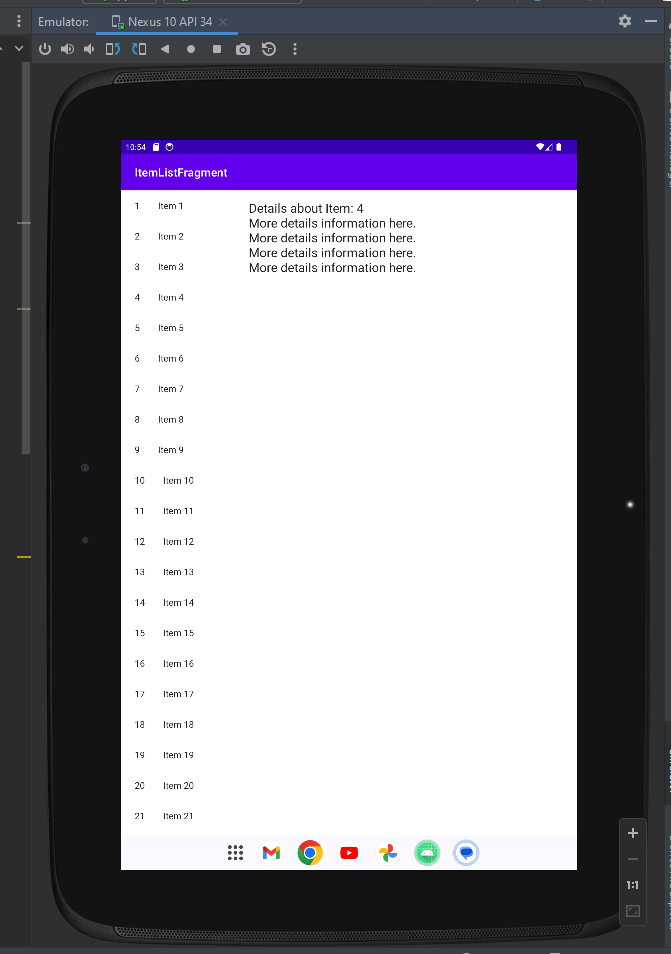 Emulator: Nexus 10 API 34
10:54
ItemListFragment
1 Item 1
2 Item 2
3 Item 3
4 Item 4
5 Item 5
6 Item 6
7 Item 7
8 Item 8
9 Item 9
10 Item 10
11 Item 11
12 Item 12
13 Item 13
14 Item 14
15 Item 15
16 Item 16
17 Item 17
18 Item 18
19 Item 19
20 Item 20
21 Item 21
Details about Item: 4
More details information here.
More details information here.
More details information here.
More details information here.
1:1